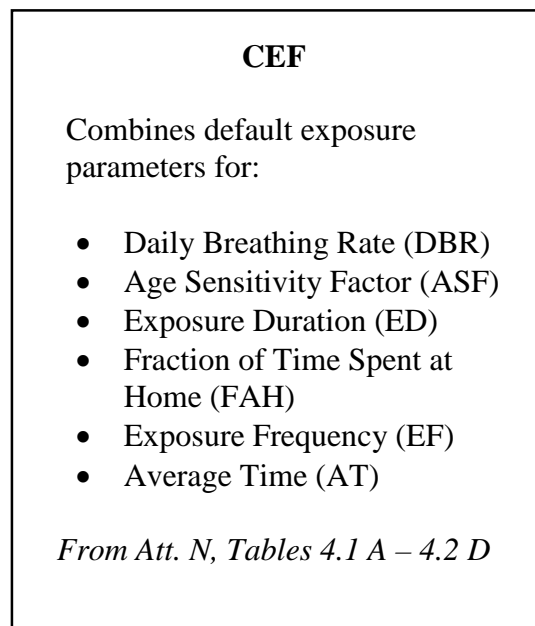 CEF
Combines default exposure
parameters for:
• Daily Breathing Rate (DBR)
• Age Sensitivity Factor (ASF)
• Exposure Duration (ED)
• Fraction of Time Spent at
Home (FAH)
• Exposure Frequency (EF)
• Average Time (AT)
From Att. N, Tables 4.1 A – 4.2 D